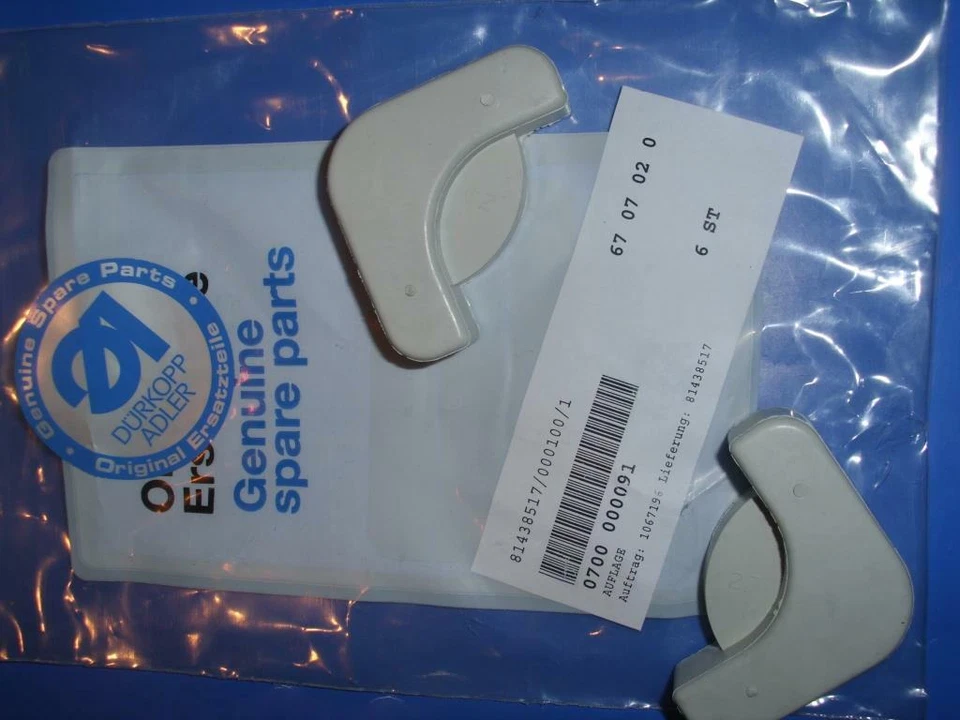 Genuine Spare Parts
DÜRKOPP
ADLER
Original Ersatzteile
Genuine
spare parts
67 07 02 0
6 ST
81438517/000100/1
0700 000091
AUFLAGE
Auftrag: 1067196 Lieferung: 81438517